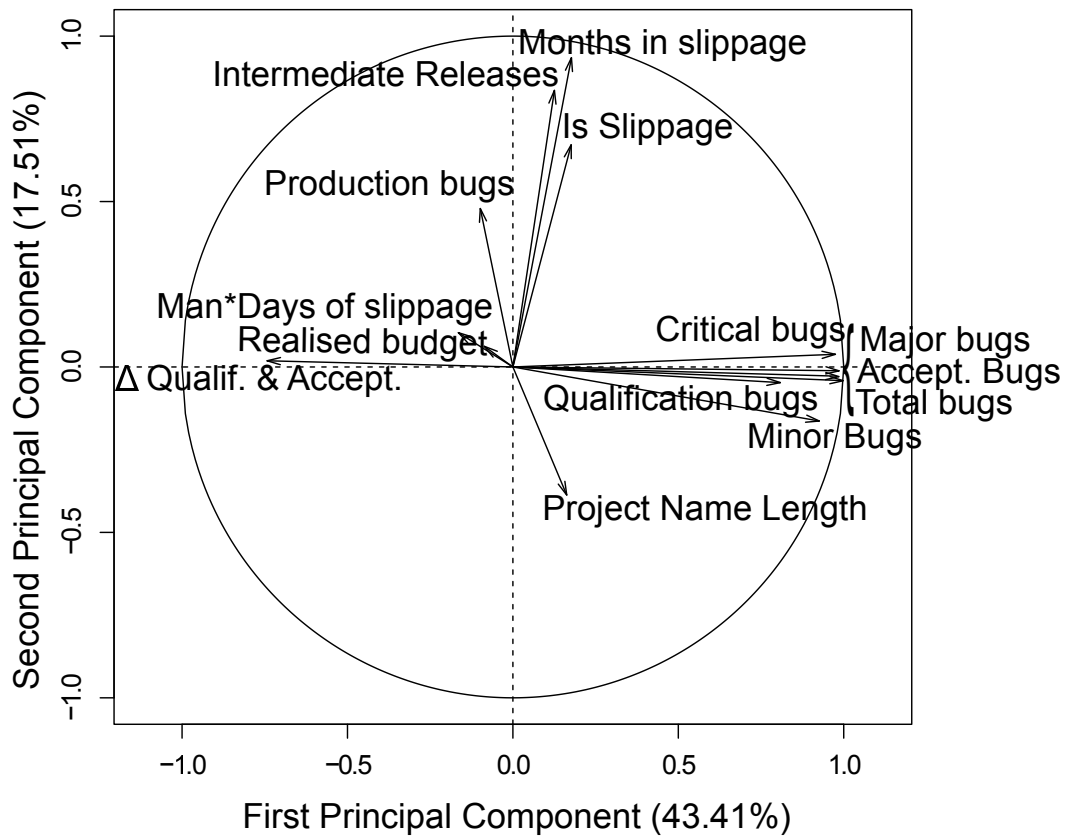 Second Principal Component (17.51%)
1.0
0.5
0.0
−0.5
−1.0
Months in slippage
Intermediate Releases
Is Slippage
Production bugs
Man*Days of slippage
Realised budget
Δ Qualif. & Accept.
Critical bugs
{ Major bugs
Accept. Bugs
Total bugs
Qualification bugs
Minor Bugs
Project Name Length
−1.0
−0.5
0.0
0.5
1.0
First Principal Component (43.41%)